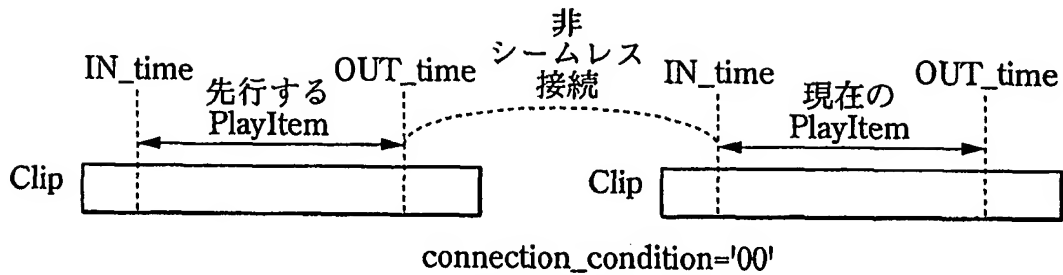 非
シームレス
接続
IN_time
OUT_time
IN_time
OUT_time
先行する
PlayItem
現在の
PlayItem
Clip
Clip
connection_condition='00'